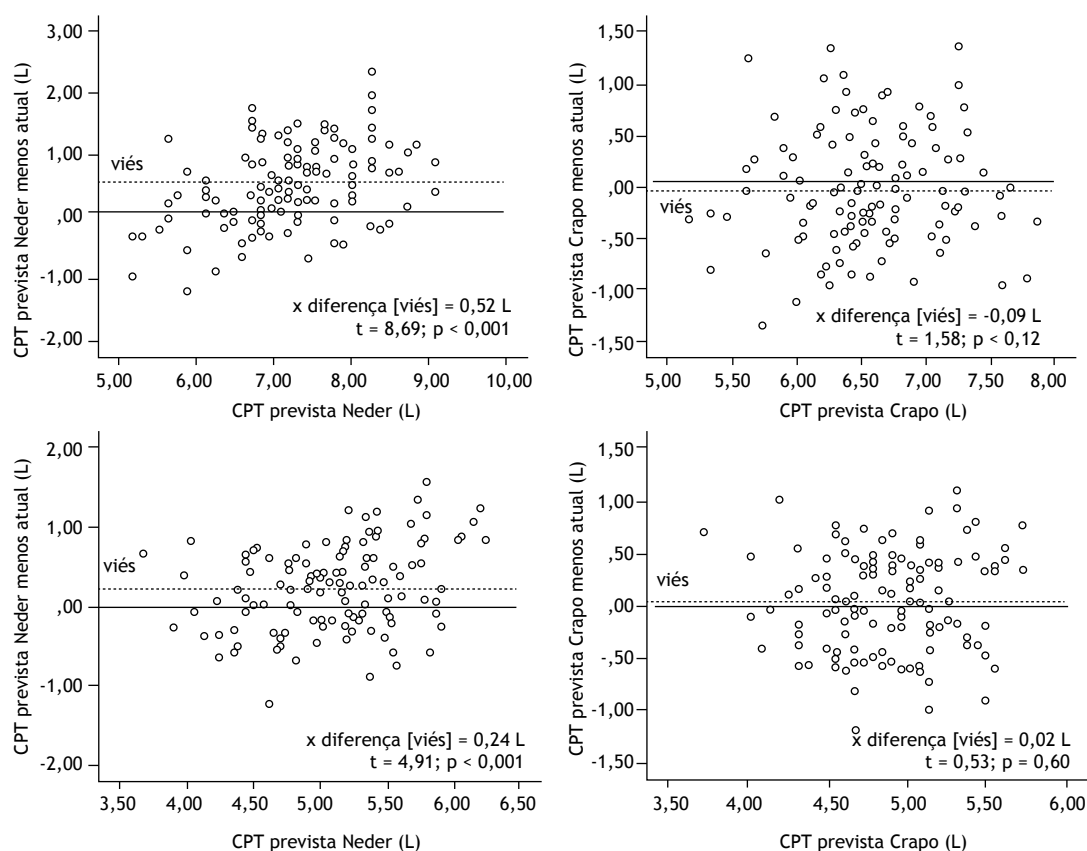 CPT prevista Neder menos atual (L)
3,00
2,00
1,00
,00
-1,00
-2,00
viés
x diferença [viés] = 0,52 L
t = 8,69; p < 0,001
5,00 6,00 7,00 8,00 9,00 10,00
CPT prevista Neder (L)
CPT prevista Crapo menos atual (L)
1,50
1,00
,50
,00
-,50
-1,00
-1,50
viés
x diferença [viés] = -0,09 L
t = 1,58; p < 0,12
5,00 5,50 6,00 6,50 7,00 7,50 8,00
CPT prevista Crapo (L)
CPT prevista Neder menos atual (L)
2,00
1,00
,00
-1,00
-2,00
viés
x diferença [viés] = 0,24 L
t = 4,91; p < 0,001
3,50 4,00 4,50 5,00 5,50 6,00 6,50
CPT prevista Neder (L)
CPT prevista Crapo menos atual (L)
1,50
1,00
,50
,00
-,50
-1,00
-1,50
viés
x diferença [viés] = 0,02 L
t = 0,53; p = 0,60
3,50 4,00 4,50 5,00 5,50 6,00
CPT prevista Crapo (L)